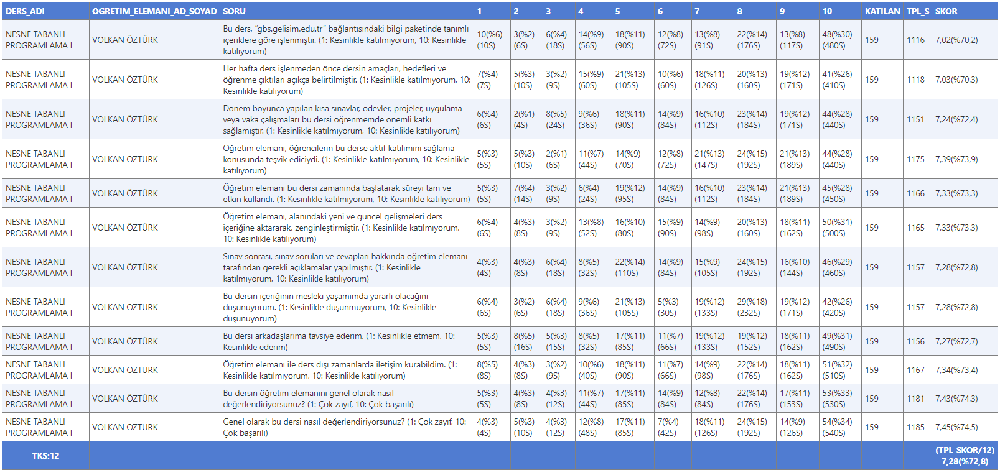 DERS_ADI OGRETIM_ELEMANI_AD_SOYAD SORU 1 2 3 4 5 6 7 8 9 10 KATILAN TPL_S SKOR
NESNE TABANLI PROGRAMLAMA I VOLKAN ÖZTÜRK Bu ders, “gbs.gelisim.edu.tr” bağlantısındaki bilgi paketinde tanımlı içeriklere göre işlenmiştir. (1: Kesinlikle katılmıyorum, 10: Kesinlikle katılıyorum) 10(%6) (10S) 3(%2) (6S) 6(%4) (18S) 14(%9) (56S) 18(%11) (90S) 12(%8) (72S) 13(%8) (91S) 22(%14) (176S) 13(%8) (117S) 48(%30) (480S) 159 1116 7,02(%70,2)
NESNE TABANLI PROGRAMLAMA I VOLKAN ÖZTÜRK Her hafta ders işlenmeden önce dersin amaçları, hedefleri ve öğrenme çıktıları açıkça belirtilmiştir. (1: Kesinlikle katılmıyorum, 10: Kesinlikle katılıyorum) 7(%4) (7S) 5(%3) (10S) 3(%2) (9S) 15(%9) (60S) 21(%13) (105S) 10(%6) (60S) 18(%11) (126S) 20(%13) (160S) 19(%12) (171S) 41(%26) (410S) 159 1118 7,03(%70,3)
NESNE TABANLI PROGRAMLAMA I VOLKAN ÖZTÜRK Dönem boyunca yapılan kısa sınavlar, ödevler, projeler, uygulama veya vaka çalışmaları bu dersi öğrenmemde önemli katkı sağlamıştır. (1: Kesinlikle katılmıyorum, 10: Kesinlikle katılıyorum) 6(%4) (6S) 2(%1) (4S) 8(%5) (24S) 9(%6) (36S) 18(%11) (90S) 14(%9) (84S) 16(%10) (112S) 23(%14) (184S) 19(%12) (171S) 44(%28) (440S) 159 1151 7,24(%72,4)
NESNE TABANLI PROGRAMLAMA I VOLKAN ÖZTÜRK Öğretim elemanı, öğrencilerin bu derse aktif katılımını sağlama konusunda teşvik ediciydi. (1: Kesinlikle katılmıyorum, 10: Kesinlikle katılıyorum) 5(%3) (5S) 5(%3) (10S) 2(%1) (6S) 11(%7) (44S) 14(%9) (70S) 12(%8) (72S) 21(%13) (147S) 24(%15) (192S) 21(%13) (189S) 44(%28) (440S) 159 1175 7,39(%73,9)
NESNE TABANLI PROGRAMLAMA I VOLKAN ÖZTÜRK Öğretim elemanı bu dersi zamanında başlatarak süreyi tam ve etkin kullandı. (1: Kesinlikle katılmıyorum, 10: Kesinlikle katılıyorum) 5(%3) (5S) 7(%4) (14S) 3(%2) (9S) 6(%4) (24S) 19(%12) (95S) 14(%9) (84S) 16(%10) (112S) 23(%14) (184S) 21(%13) (189S) 45(%28) (450S) 159 1166 7,33(%73,3)
NESNE TABANLI PROGRAMLAMA I VOLKAN ÖZTÜRK Öğretim elemanı, alanındaki yeni ve güncel gelişmeleri ders içeriğine aktararak, zenginleştirmiştir. (1: Kesinlikle katılmıyorum, 10: Kesinlikle katılıyorum) 6(%4) (6S) 4(%3) (8S) 3(%2) (9S) 13(%8) (52S) 16(%10) (80S) 15(%9) (90S) 14(%9) (98S) 20(%13) (160S) 18(%11) (162S) 50(%31) (500S) 159 1165 7,33(%73,3)
NESNE TABANLI PROGRAMLAMA I VOLKAN ÖZTÜRK Sınav sonrası, sınav soruları ve cevapları hakkında öğretim elemanı tarafından gerekli açıklamalar yapılmıştır. (1: Kesinlikle katılmıyorum, 10: Kesinlikle katılıyorum) 4(%3) (4S) 4(%3) (8S) 6(%4) (18S) 8(%5) (32S) 22(%14) (110S) 14(%9) (84S) 15(%9) (105S) 24(%15) (192S) 16(%10) (144S) 46(%29) (460S) 159 1157 7,28(%72,8)
NESNE TABANLI PROGRAMLAMA I VOLKAN ÖZTÜRK Bu dersin içeriğinin mesleki yaşamımda yararlı olacağını düşünüyorum. (1: Kesinlikle düşünmüyorum, 10: Kesinlikle düşünüyorum) 6(%4) (6S) 3(%2) (6S) 6(%4) (18S) 9(%6) (36S) 21(%13) (105S) 5(%3) (30S) 19(%12) (133S) 29(%18) (232S) 19(%12) (171S) 42(%26) (420S) 159 1157 7,28(%72,8)
NESNE TABANLI PROGRAMLAMA I VOLKAN ÖZTÜRK Bu dersi arkadaşlarıma tavsiye ederim. (1: Kesinlikle etmem, 10: Kesinlikle ederim) 5(%3) (5S) 8(%5) (16S) 5(%3) (15S) 8(%5) (32S) 17(%11) (85S) 11(%7) (66S) 19(%12) (133S) 19(%12) (152S) 18(%11) (162S) 49(%31) (490S) 159 1156 7,27(%72,7)
NESNE TABANLI PROGRAMLAMA I VOLKAN ÖZTÜRK Öğretim elemanı ile ders dışı zamanlarda iletişim kurabildim. (1: Kesinlikle katılmıyorum, 10: Kesinlikle katılıyorum) 8(%5) (8S) 4(%3) (8S) 3(%2) (9S) 10(%6) (40S) 18(%11) (90S) 11(%7) (66S) 14(%9) (98S) 22(%14) (176S) 18(%11) (162S) 51(%32) (510S) 159 1167 7,34(%73,4)
NESNE TABANLI PROGRAMLAMA I VOLKAN ÖZTÜRK Bu dersin öğretim elemanını genel olarak nasıl değerlendiriyorsunuz? (1: Çok zayıf, 10: Çok başarılı) 5(%3) (5S) 4(%3) (8S) 4(%3) (12S) 11(%7) (44S) 17(%11) (85S) 14(%9) (84S) 12(%8) (84S) 22(%14) (176S) 17(%11) (153S) 53(%33) (530S) 159 1181 7,43(%74,3)
NESNE TABANLI PROGRAMLAMA I VOLKAN ÖZTÜRK Genel olarak bu dersi nasıl değerlendiriyorsunuz? (1: Çok zayıf, 10: Çok başarılı) 4(%3) (4S) 5(%3) (10S) 4(%3) (12S) 12(%8) (48S) 17(%11) (85S) 7(%4) (42S) 18(%11) (126S) 24(%15) (192S) 14(%9) (126S) 54(%34) (540S) 159 1185 7,45(%74,5)
TKS:12 (TPL_SKOR/12) 7,28(%72,8)